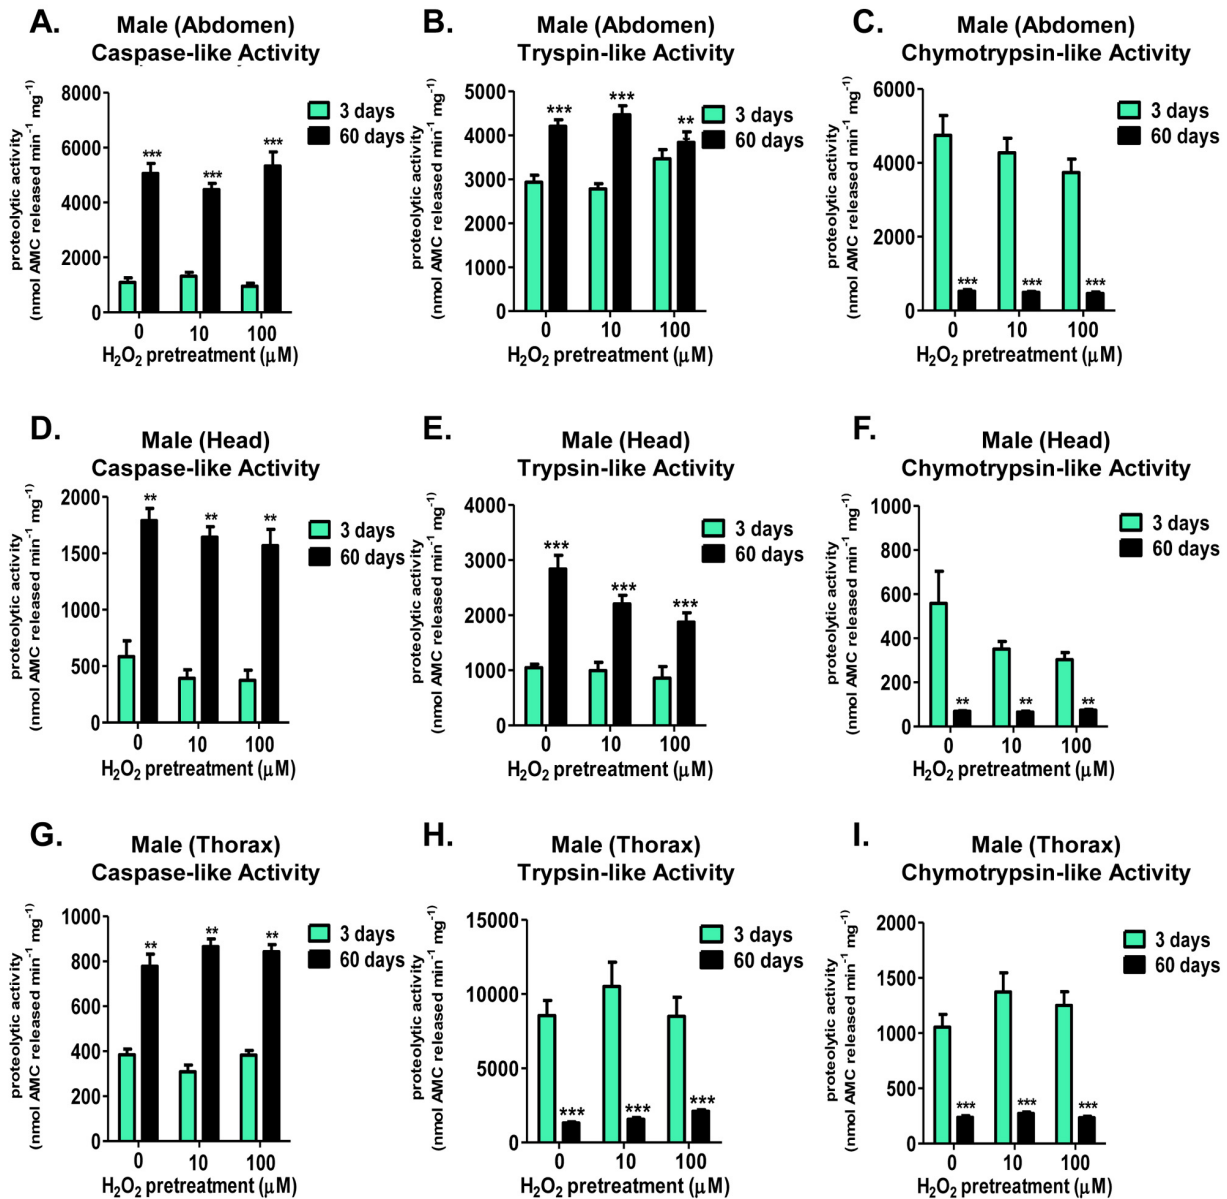 A.
Male (Abdomen)
Caspase-like Activity
proteolytic activity
(nmol AMC released min⁻¹ mg⁻¹)
8000
6000
4000
2000
0
*** *** ***
3 days
60 days
0 10 100
H₂O₂ pretreatment (μM)
B.
Male (Abdomen)
Tryspin-like Activity
proteolytic activity
(nmol AMC released min⁻¹ mg⁻¹)
5000
4000
3000
2000
1000
0
*** *** **
3 days
60 days
0 10 100
H₂O₂ pretreatment (μM)
C.
Male (Abdomen)
Chymotrypsin-like Activity
proteolytic activity
(nmol AMC released min⁻¹ mg⁻¹)
6000
4000
2000
0
*** *** ***
3 days
60 days
0 10 100
H₂O₂ pretreatment (μM)
D.
Male (Head)
Caspase-like Activity
proteolytic activity
(nmol AMC released min⁻¹ mg⁻¹)
2000
1500
1000
500
0
** ** **
3 days
60 days
0 10 100
H₂O₂ pretreatment (μM)
E.
Male (Head)
Trypsin-like Activity
proteolytic activity
(nmol AMC released min⁻¹ mg⁻¹)
4000
3000
2000
1000
0
*** *** ***
3 days
60 days
0 10 100
H₂O₂ pretreatment (μM)
F.
Male (Head)
Chymotrypsin-like Activity
proteolytic activity
(nmol AMC released min⁻¹ mg⁻¹)
1000
800
600
400
200
0
** ** **
3 days
60 days
0 10 100
H₂O₂ pretreatment (μM)
G.
Male (Thorax)
Caspase-like Activity
proteolytic activity
(nmol AMC released min⁻¹ mg⁻¹)
1000
800
600
400
200
0
** ** **
3 days
60 days
0 10 100
H₂O₂ pretreatment (μM)
H.
Male (Thorax)
Trypsin-like Activity
proteolytic activity
(nmol AMC released min⁻¹ mg⁻¹)
15000
10000
5000
0
*** *** ***
3 days
60 days
0 10 100
H₂O₂ pretreatment (μM)
I.
Male (Thorax)
Chymotrypsin-like Activity
proteolytic activity
(nmol AMC released min⁻¹ mg⁻¹)
2000
1500
1000
500
0
*** *** ***
3 days
60 days
0 10 100
H₂O₂ pretreatment (μM)